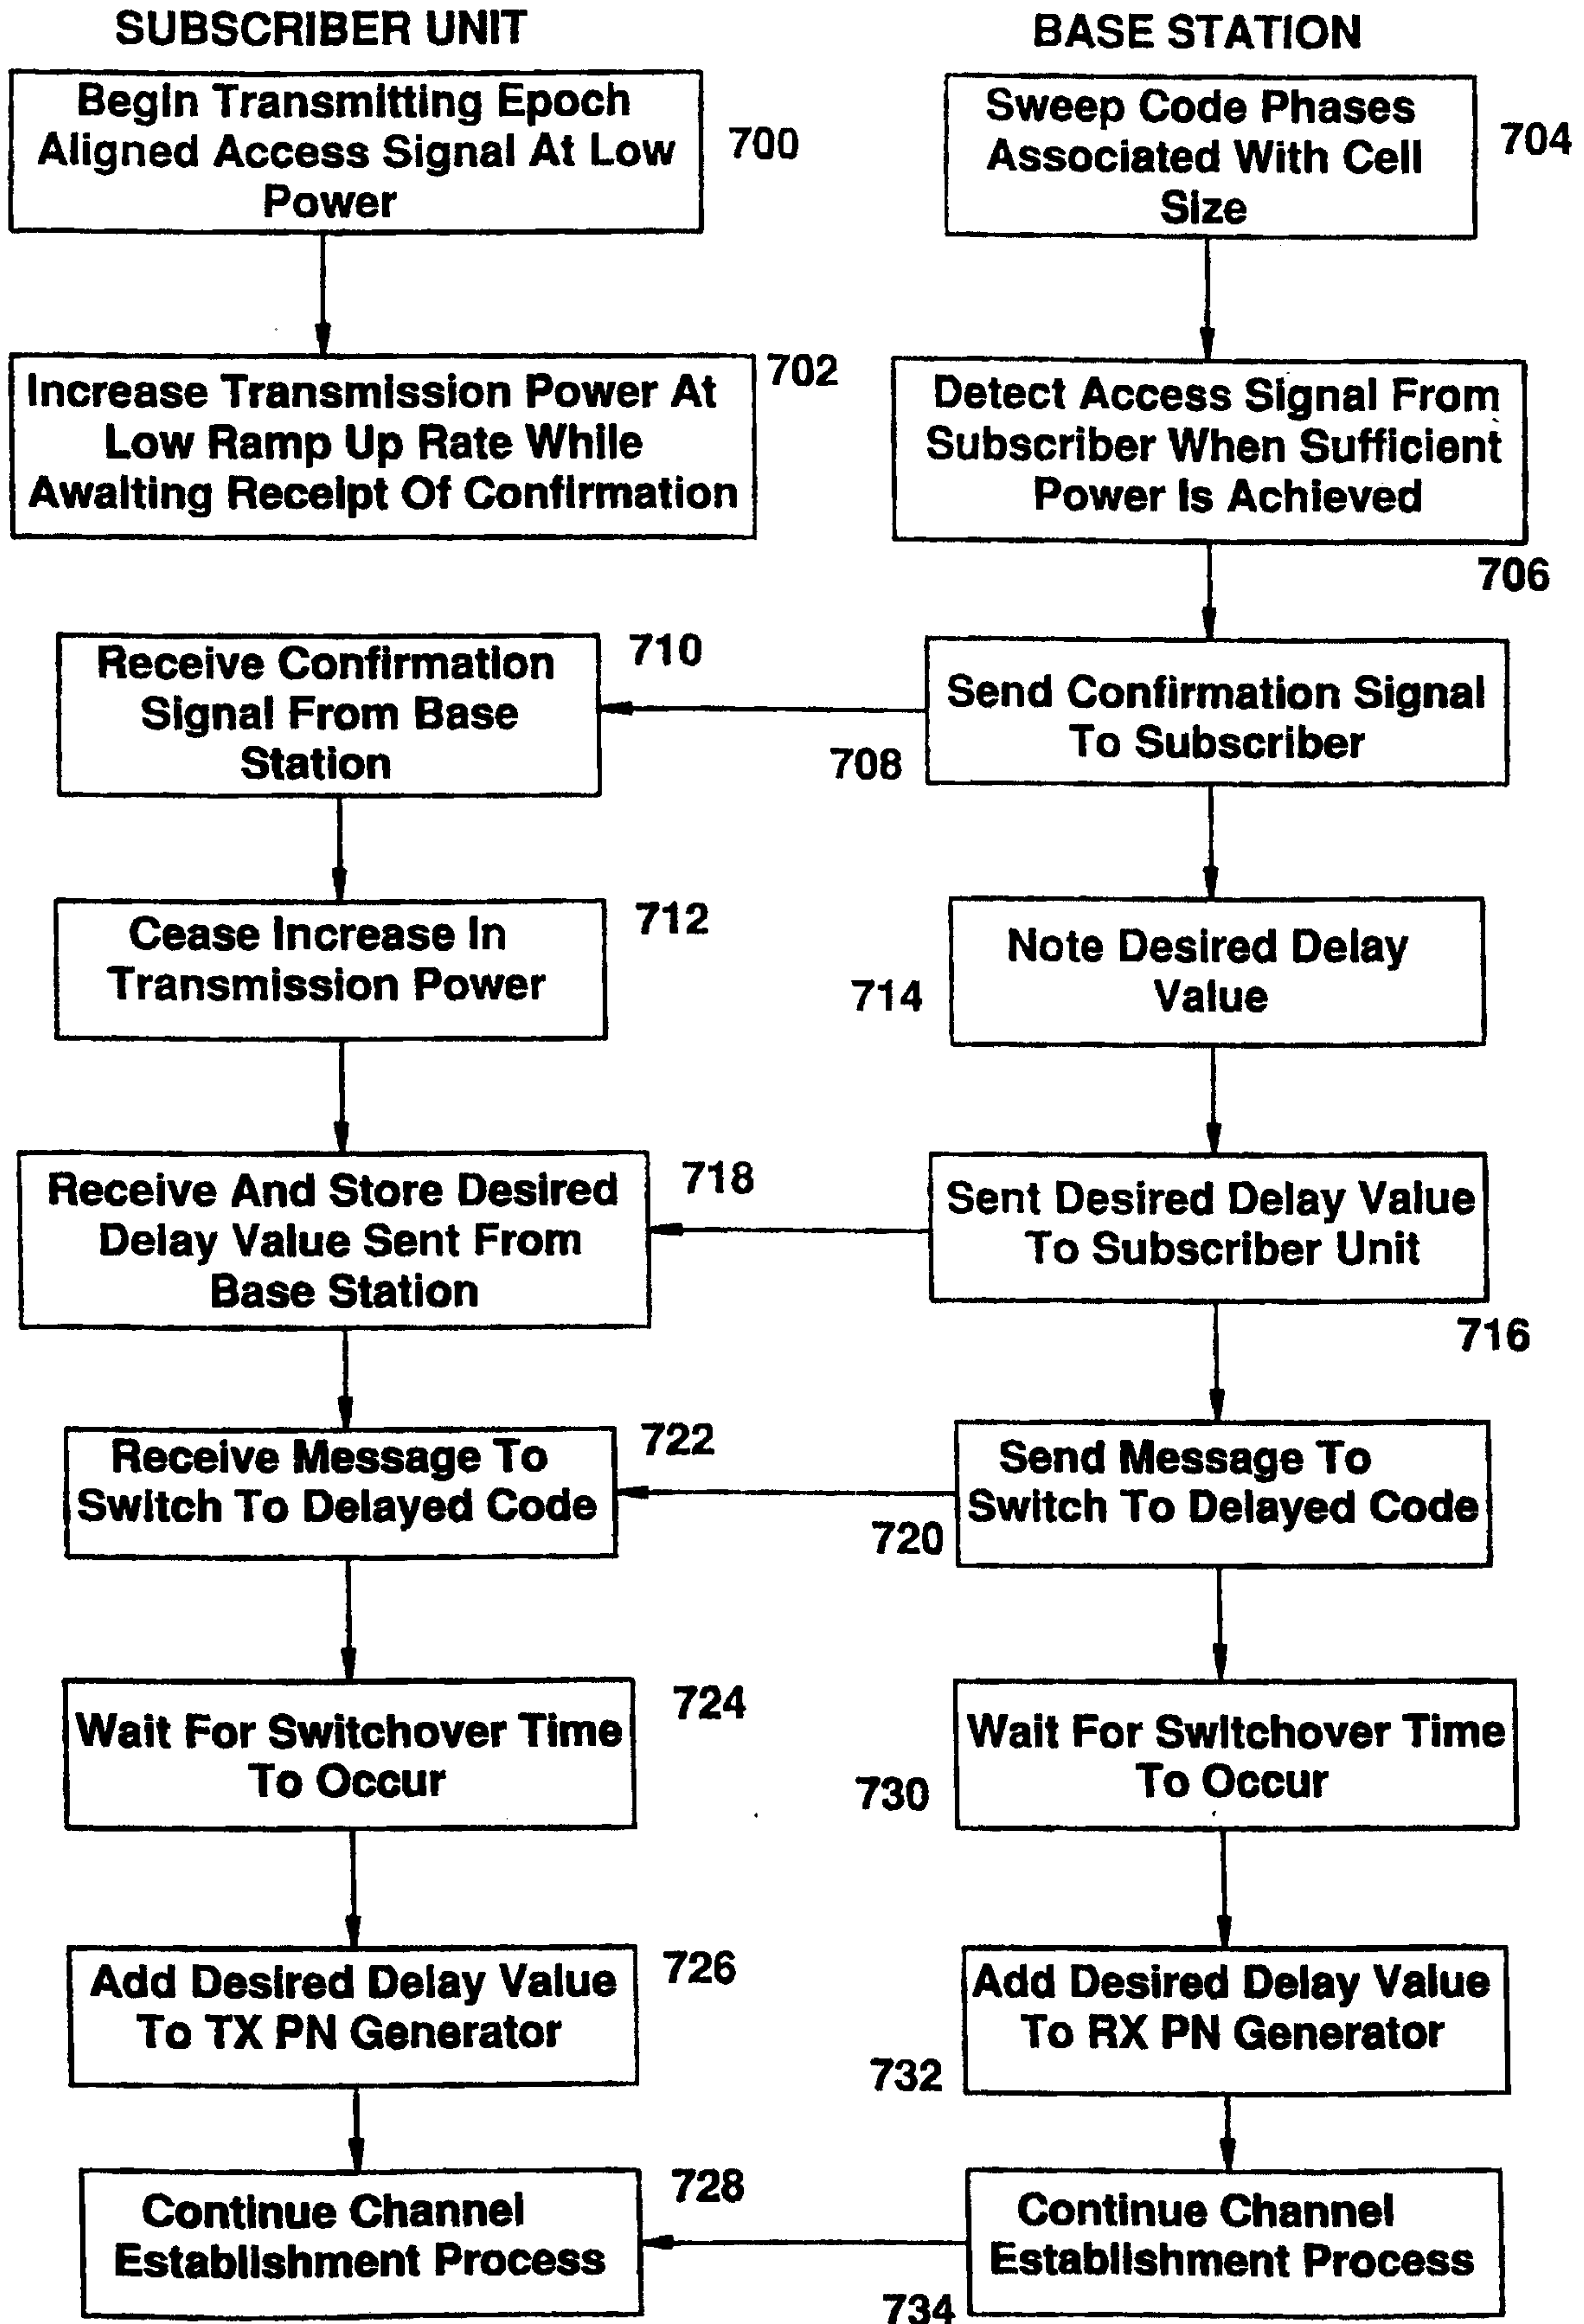 SUBSCRIBER UNIT
BASE STATION
Begin Transmitting Epoch
Aligned Access Signal At Low
Power
700
Sweep Code Phases
Associated With Cell
Size
704
Increase Transmission Power At
Low Ramp Up Rate While
Awaiting Receipt Of Confirmation
702
Detect Access Signal From
Subscriber When Sufficient
Power Is Achieved
706
Receive Confirmation
Signal From Base
Station
710
Send Confirmation Signal
To Subscriber
708
Cease Increase In
Transmission Power
712
Note Desired Delay
Value
714
Receive And Store Desired
Delay Value Sent From
Base Station
718
Sent Desired Delay Value
To Subscriber Unit
716
Receive Message To
Switch To Delayed Code
722
Send Message To
Switch To Delayed Code
720
Wait For Switchover Time
To Occur
724
Wait For Switchover Time
To Occur
730
Add Desired Delay Value
To TX PN Generator
726
Add Desired Delay Value
To RX PN Generator
732
Continue Channel
Establishment Process
728
Continue Channel
Establishment Process
734